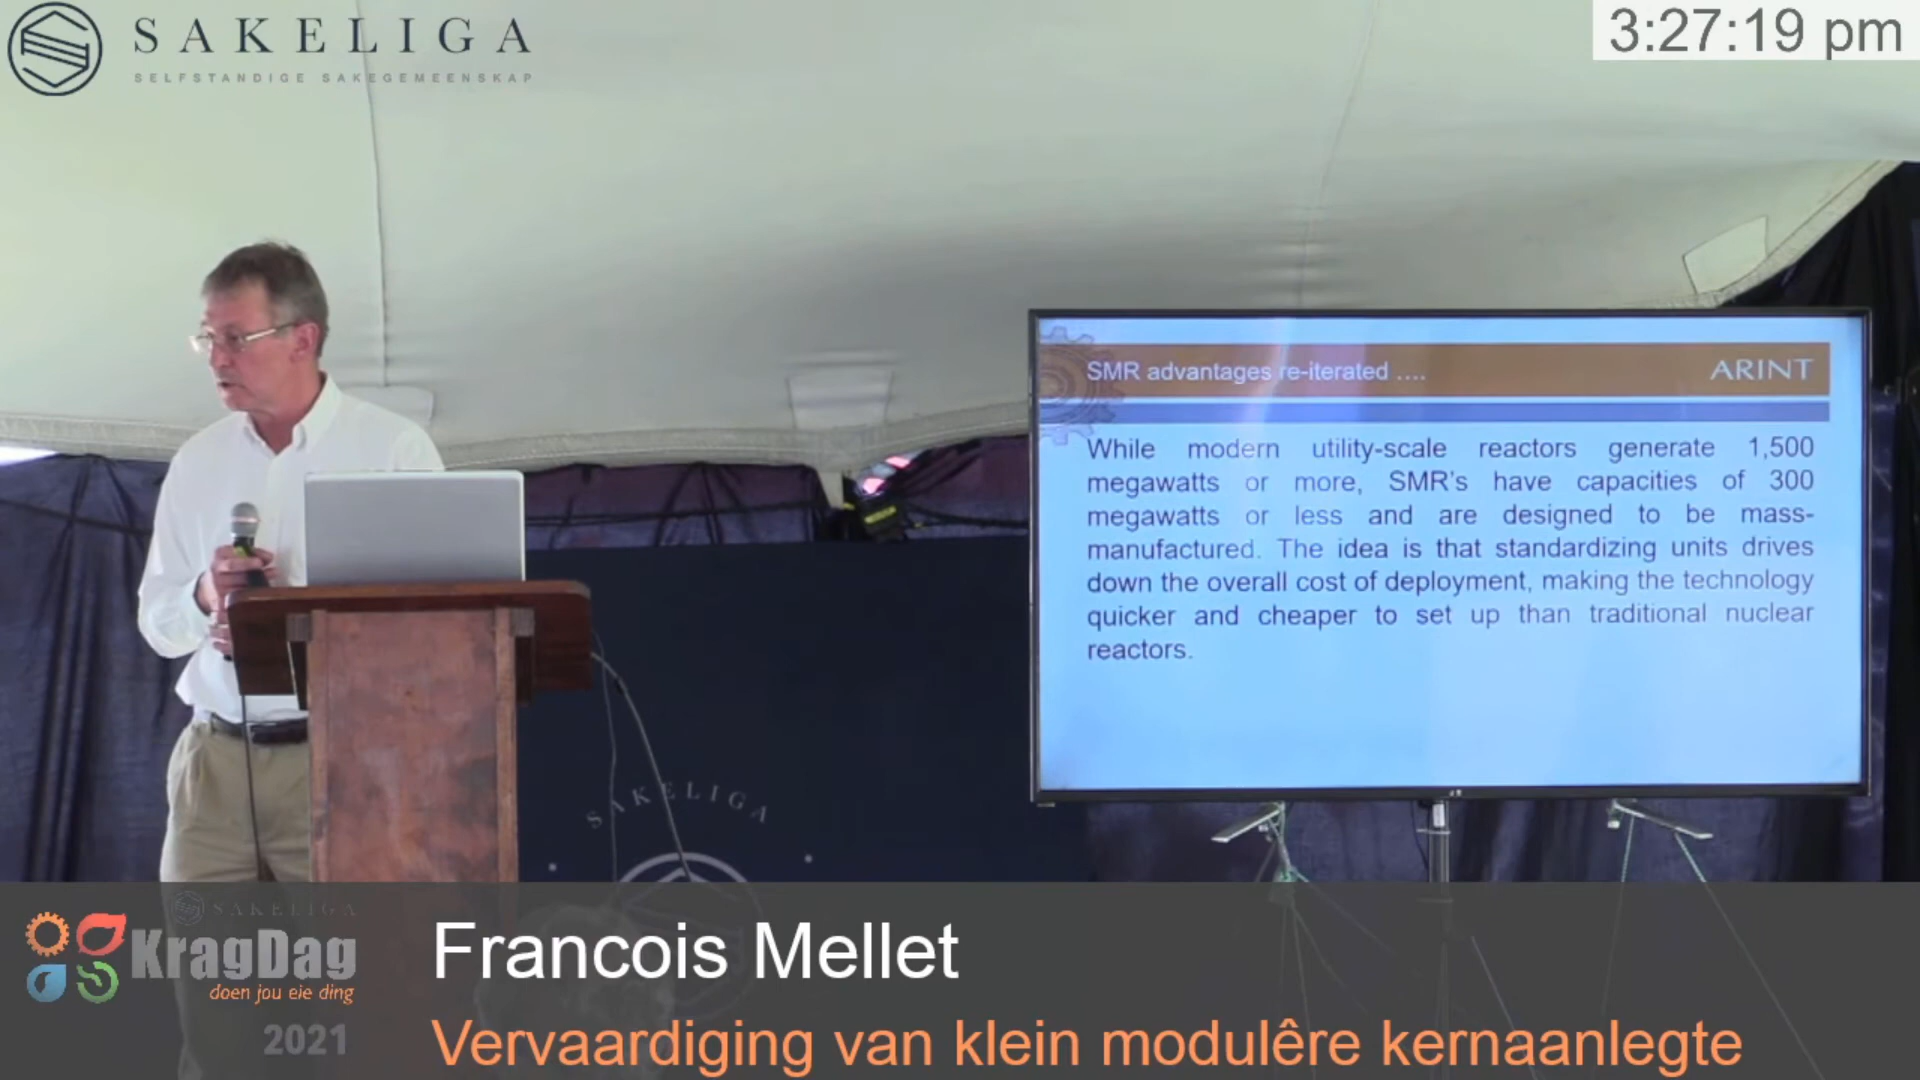 SAKELIGA
SELFSTANDIGE SAKEGEMEENSKAP
3:27:19 pm
SMR advantages re-iterated ....
ARINT
While modern utility-scale reactors generate 1,500
megawatts or more, SMR's have capacities of 300
megawatts or less and are designed to be mass-
manufactured. The idea is that standardizing units drives
down the overall cost of deployment, making the technology
quicker and cheaper to set up than traditional nuclear
reactors.
SAKELIGA
SAKELIGA
KragDag
doen jou eie ding
2021
Francois Mellet
Vervaardiging van klein modulêre kernaanlegte